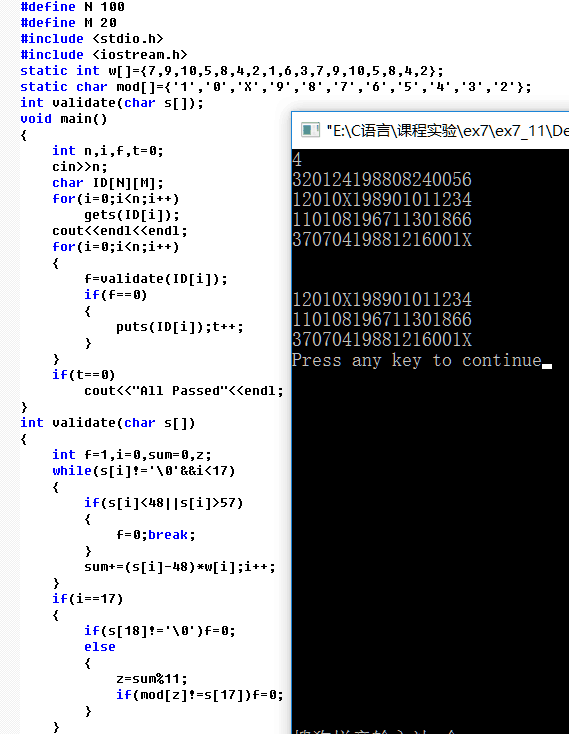 #define N 100
#define M 20
#include <stdio.h>
#include <iostream.h>
static int w[]={7,9,10,5,8,4,2,1,6,3,7,9,10,5,8,4,2};
static char mod[]={'1','0','X','9','8','7','6','5','4','3','2'};
int validate(char s[]);
void main()
{
    int n,i,f,t=0;
    cin>>n;
    char ID[N][M];
    for(i=0;i<n;i++)
        gets(ID[i]);
    cout<<endl<<endl;
    for(i=0;i<n;i++)
    {
        f=validate(ID[i]);
        if(f==0)
        {
            puts(ID[i]);t++;
        }
    }
    if(t==0)
        cout<<"All Passed"<<endl;
}
int validate(char s[])
{
    int f=1,i=0,sum=0,z;
    while(s[i]!='\0'&&i<17)
    {
        if(s[i]<48||s[i]>57)
        {
            f=0;break;
        }
        sum+=(s[i]-48)*w[i];i++;
    }
    if(i==17)
    {
        if(s[18]!='\0')f=0;
        else
        {
            z=sum%11;
            if(mod[z]!=s[17])f=0;
        }
    }
"E:\C语言\课程实验\ex7\ex7_11\De
4
320124198808240056
12010X198901011234
110108196711301866
37070419881216001X
12010X198901011234
110108196711301866
37070419881216001X
Press any key to continue